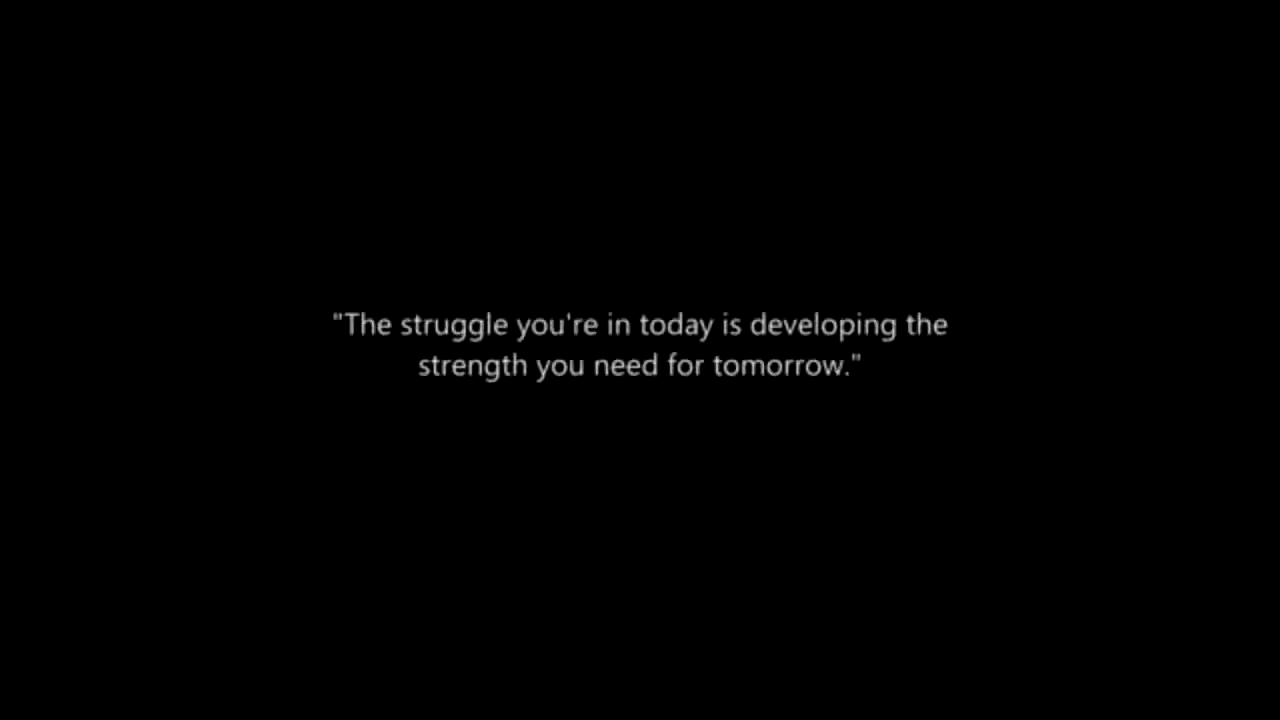 "The struggle you're in today is developing the
strength you need for tomorrow."